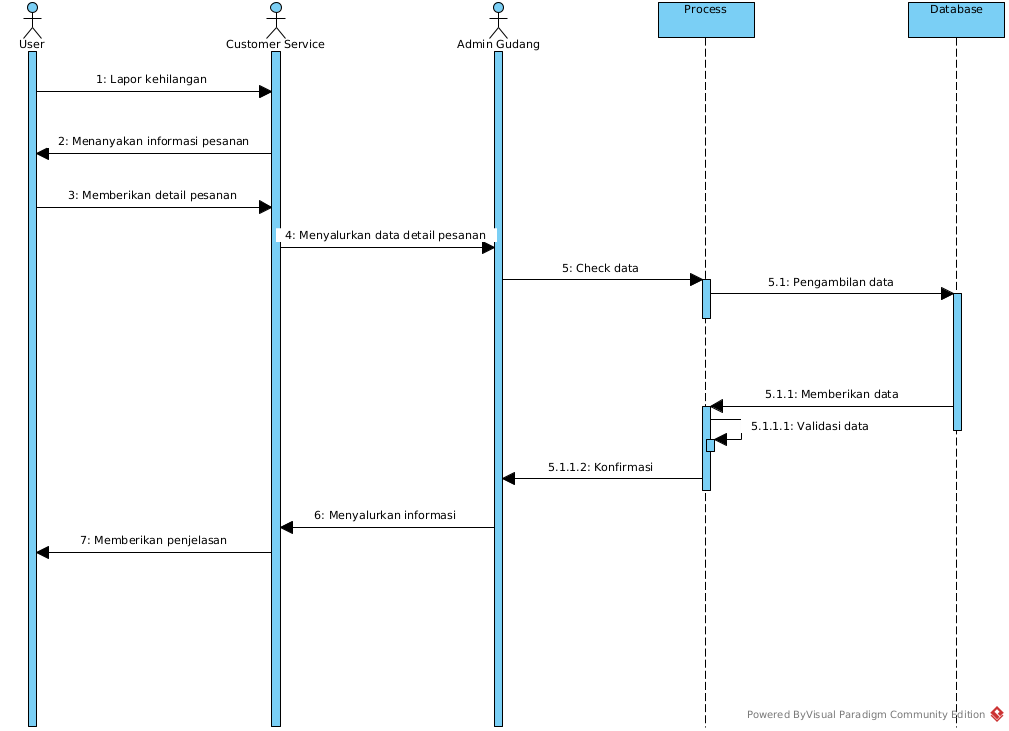 User
Customer Service
Admin Gudang
Process
Database
1: Lapor kehilangan
2: Menanyakan informasi pesanan
3: Memberikan detail pesanan
4: Menyalurkan data detail pesanan
5: Check data
5.1: Pengambilan data
5.1.1: Memberikan data
5.1.1.1: Validasi data
5.1.1.2: Konfirmasi
6: Menyalurkan informasi
7: Memberikan penjelasan
Powered ByVisual Paradigm Community Edition